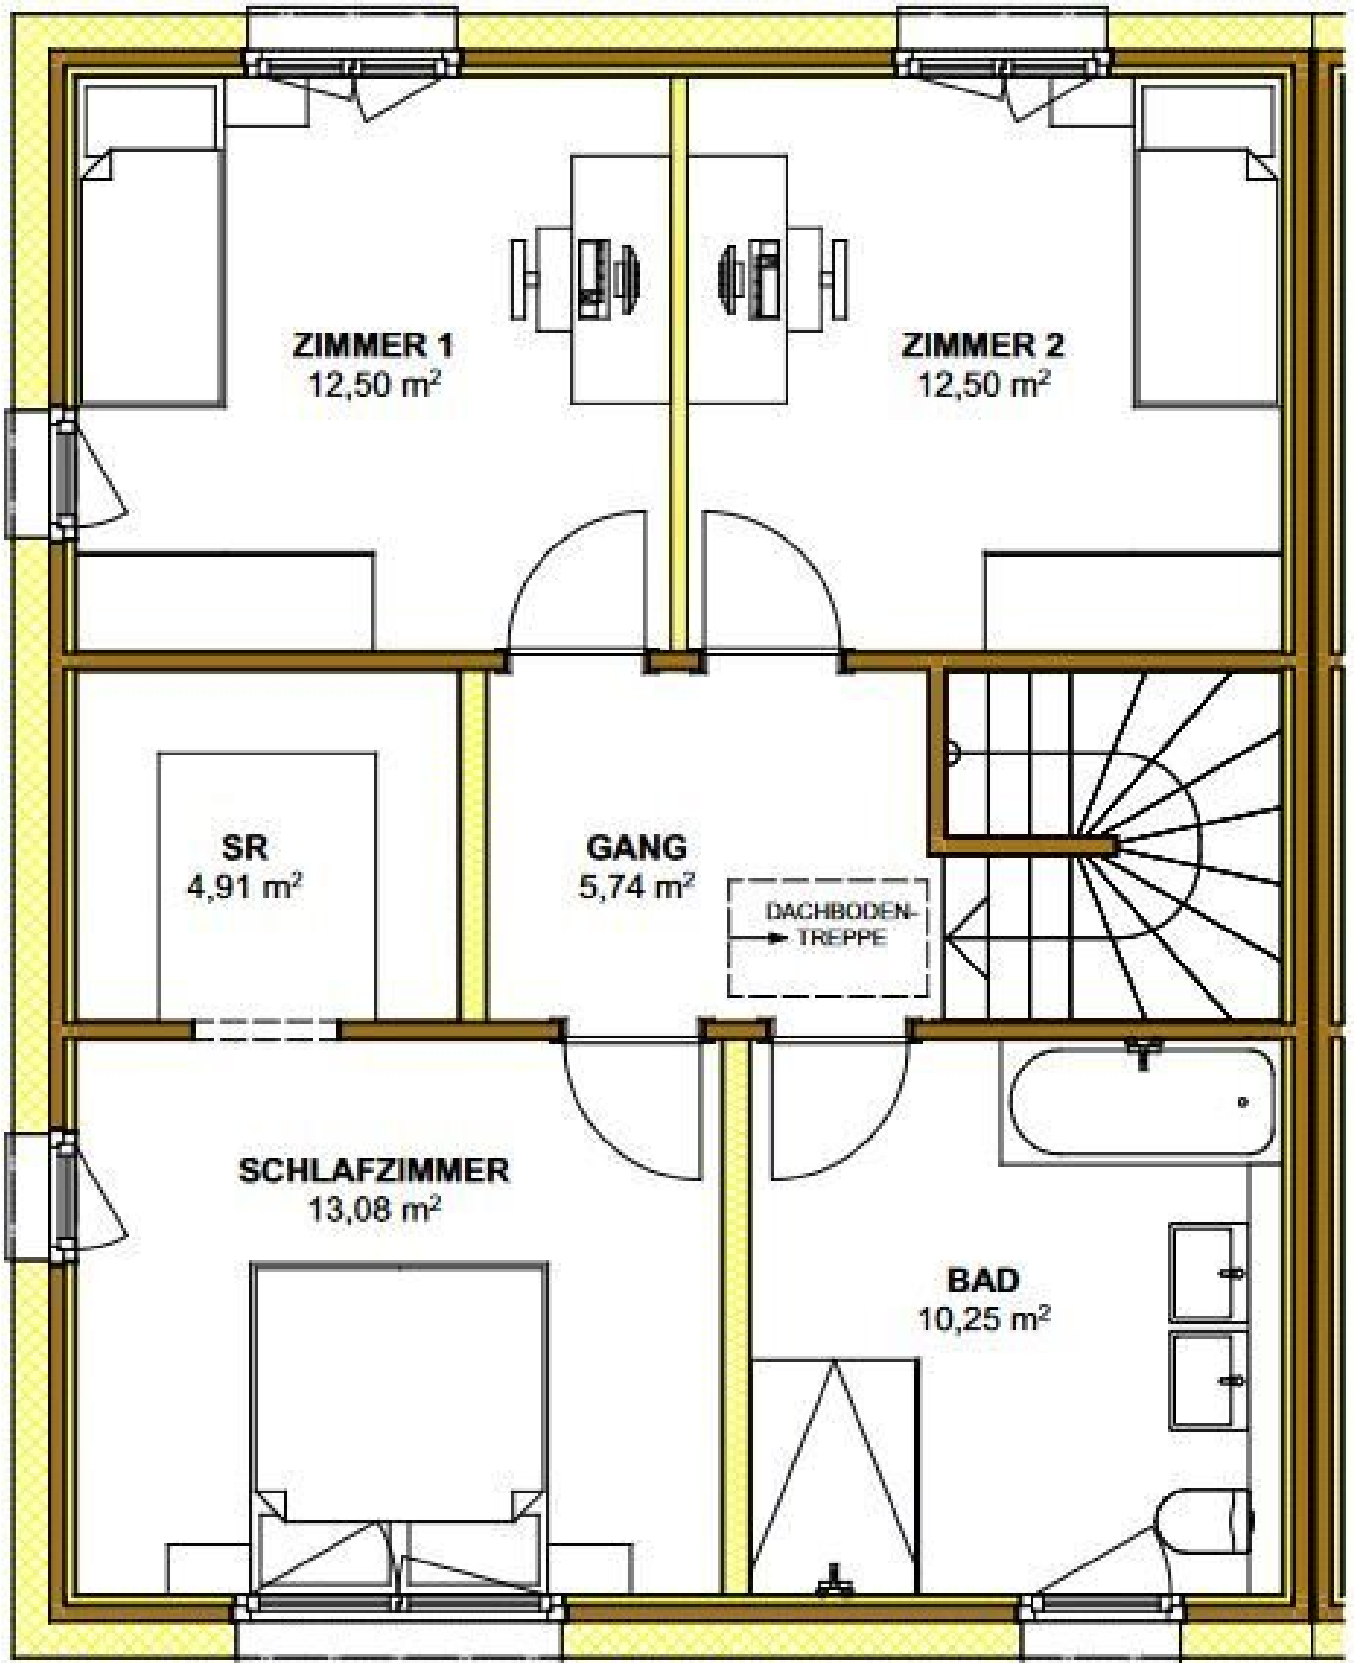 ZIMMER 1
12,50 m²
ZIMMER 2
12,50 m²
SR
4,91 m²
GANG
5,74 m²
DACHBODEN-
TREPPE
SCHLAFZIMMER
13,08 m²
BAD
10,25 m²